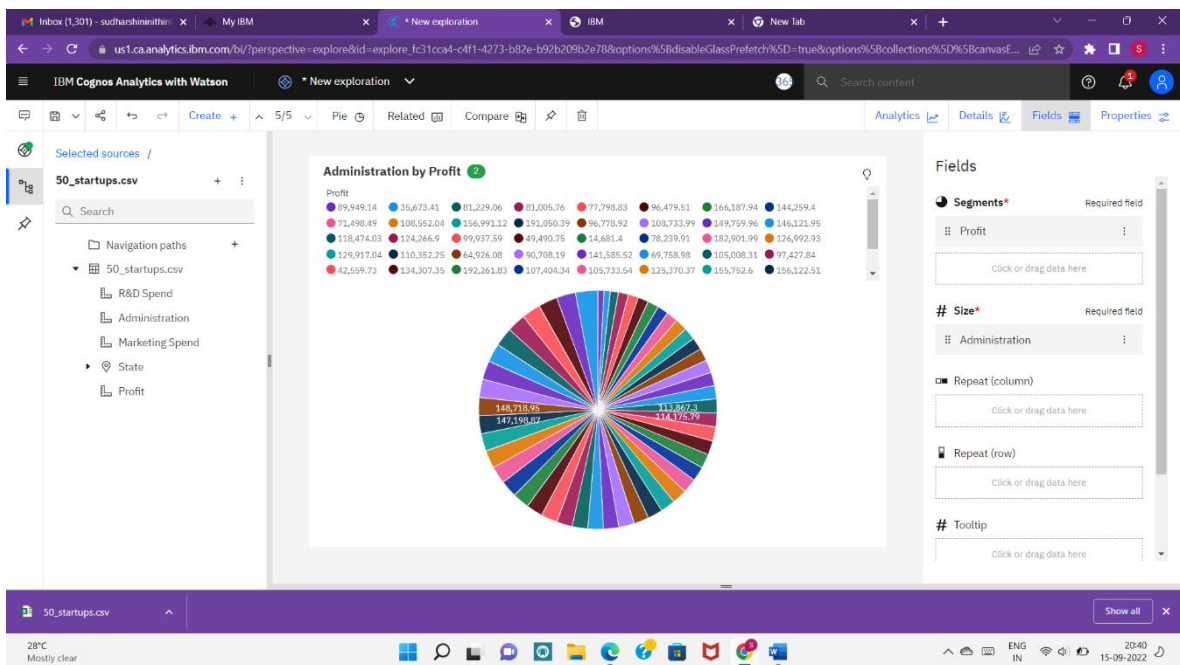 Inbox (1,301) - sudharshininithin My IBM * New exploration IBM New Tab
us1.ca.analytics.ibm.com/bi/?perspective=explore&id=explore_fc31cca4-c4f1-4273-b82e-b92b209b2e78&options%5BdisableGlassPrefetch%5D=true&options%5Bcollections%5D%5BcanvasE...
IBM Cognos Analytics with Watson * New exploration Search content
5/5 Pie Related Compare
Create +
Analytics Details Fields Properties
Selected sources /
50_startups.csv
Search
Navigation paths
50_startups.csv
R&D Spend
Administration
Marketing Spend
State
Profit
Administration by Profit 2
Profit
89,949.14 35,673.41 81,229.06 81,005.76 77,798.83 96,479.51 166,187.94 144,259.4
71,498.49 108,552.04 156,991.12 191,050.39 96,778.92 108,733.99 149,759.96 146,121.95
118,474.03 124,266.9 99,937.59 49,490.75 14,681.4 78,239.91 182,901.99 126,992.93
129,917.04 110,352.25 64,926.08 90,708.19 141,585.52 69,758.98 105,008.31 97,427.84
42,559.73 134,307.35 192,261.83 107,404.34 105,733.54 125,370.37 155,752.6 156,122.51
148,718.95 113,867.3
147,198.87 114,175.79
Fields
Segments* Required field
Profit
Click or drag data here
# Size* Required field
Administration
Repeat (column)
Click or drag data here
Repeat (row)
Click or drag data here
# Tooltip
Click or drag data here
50_startups.csv Show all
28°C
Mostly clear
ENG
IN
20:40
15-09-2022